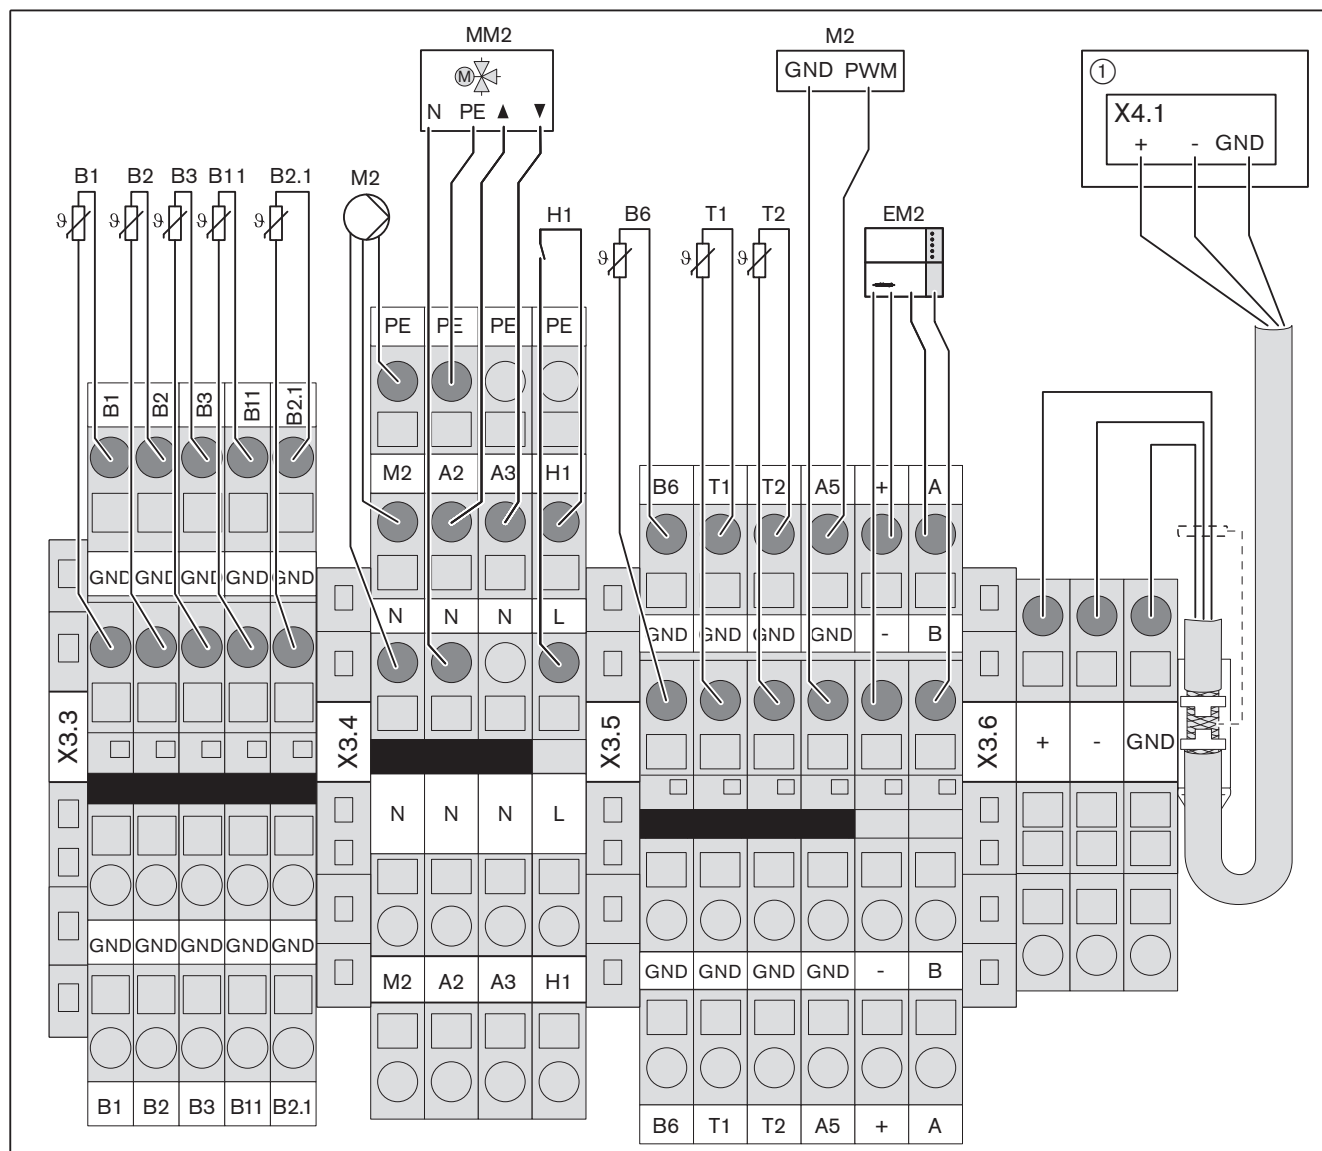 MM2
M
N PE ▲ ▼
M2
GND PWM
1
X4.1
+ - GND
B1 B2 B3 B11 B2.1
ϑ ϑ ϑ ϑ ϑ
M2
H1
B6 T1 T2
ϑ ϑ ϑ
EM2
PE PE PE PE
B1 B2 B3 B11 B2.1
M2 A2 A3 H1
B6 T1 T2 A5 + A
GND GND GND GND GND
N N N L
GND GND GND GND - B
X3.3
X3.4
X3.5
X3.6
+ - GND
N N N L
GND GND GND GND GND
M2 A2 A3 H1
GND GND GND GND - B
B1 B2 B3 B11 B2.1
B6 T1 T2 A5 + A